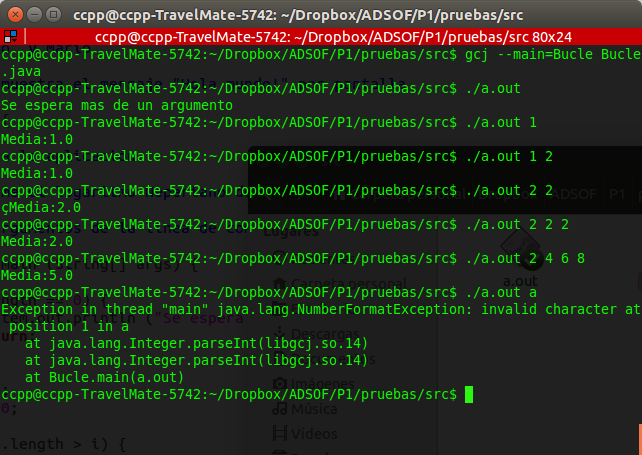 ccpp@ccpp-TravelMate-5742: ~/Dropbox/ADSOF/P1/pruebas/src
ccpp@ccpp-TravelMate-5742: ~/Dropbox/ADSOF/P1/pruebas/src 80x24
ccpp@ccpp-TravelMate-5742:~/Dropbox/ADSOF/P1/pruebas/src$ gcj --main=Bucle Bucle
.java
ccpp@ccpp-TravelMate-5742:~/Dropbox/ADSOF/P1/pruebas/src$ ./a.out
Se espera mas de un argumento
ccpp@ccpp-TravelMate-5742:~/Dropbox/ADSOF/P1/pruebas/src$ ./a.out 1
Media:1.0
ccpp@ccpp-TravelMate-5742:~/Dropbox/ADSOF/P1/pruebas/src$ ./a.out 1 2
Media:1.0
ccpp@ccpp-TravelMate-5742:~/Dropbox/ADSOF/P1/pruebas/src$ ./a.out 2 2
çMedia:2.0
ccpp@ccpp-TravelMate-5742:~/Dropbox/ADSOF/P1/pruebas/src$ ./a.out 2 2 2
Media:2.0
ccpp@ccpp-TravelMate-5742:~/Dropbox/ADSOF/P1/pruebas/src$ ./a.out 2 4 6 8
Media:5.0
ccpp@ccpp-TravelMate-5742:~/Dropbox/ADSOF/P1/pruebas/src$ ./a.out a
Exception in thread "main" java.lang.NumberFormatException: invalid character at
position 1 in a
at java.lang.Integer.parseInt(libgcj.so.14)
at java.lang.Integer.parseInt(libgcj.so.14)
at Bucle.main(a.out)
ccpp@ccpp-TravelMate-5742:~/Dropbox/ADSOF/P1/pruebas/src$
Lugares
Carpeta personal
a.out
Descargas
Imágenes
Música
Vídeos
.length > i) {